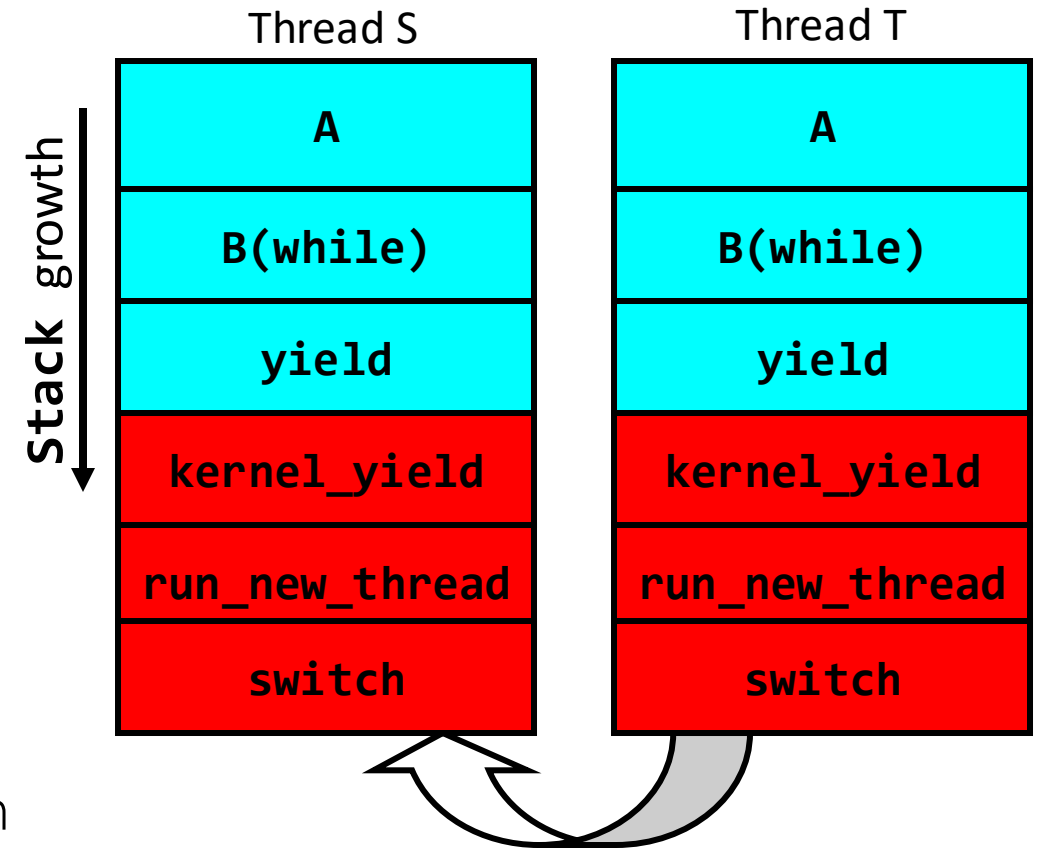 Thread S
Thread T
Stack growth
A
B(while)
yield
kernel_yield
run_new_thread
switch
A
B(while)
yield
kernel_yield
run_new_thread
switch
n